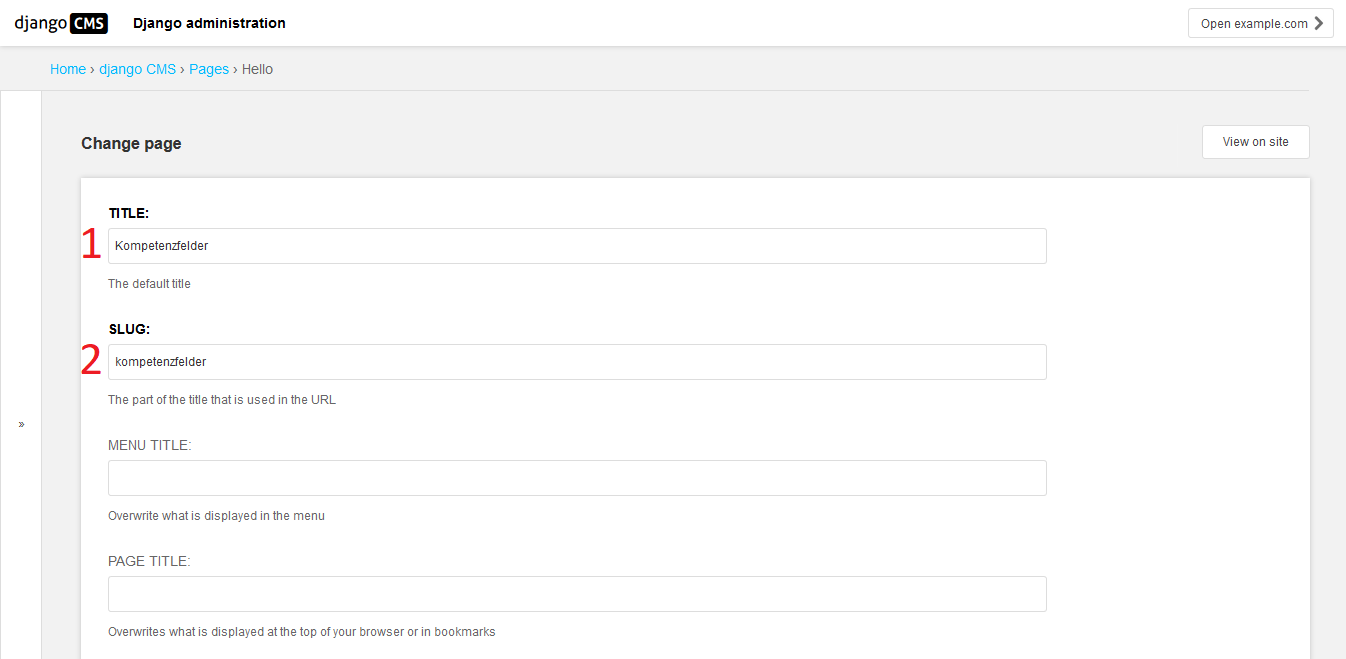 django CMS Django administration Open example.com
Home › django CMS › Pages › Hello
Change page View on site
TITLE:
1 Kompetenzfelder
The default title
SLUG:
2 kompetenzfelder
The part of the title that is used in the URL
»
MENU TITLE:
Overwrite what is displayed in the menu
PAGE TITLE:
Overwrites what is displayed at the top of your browser or in bookmarks